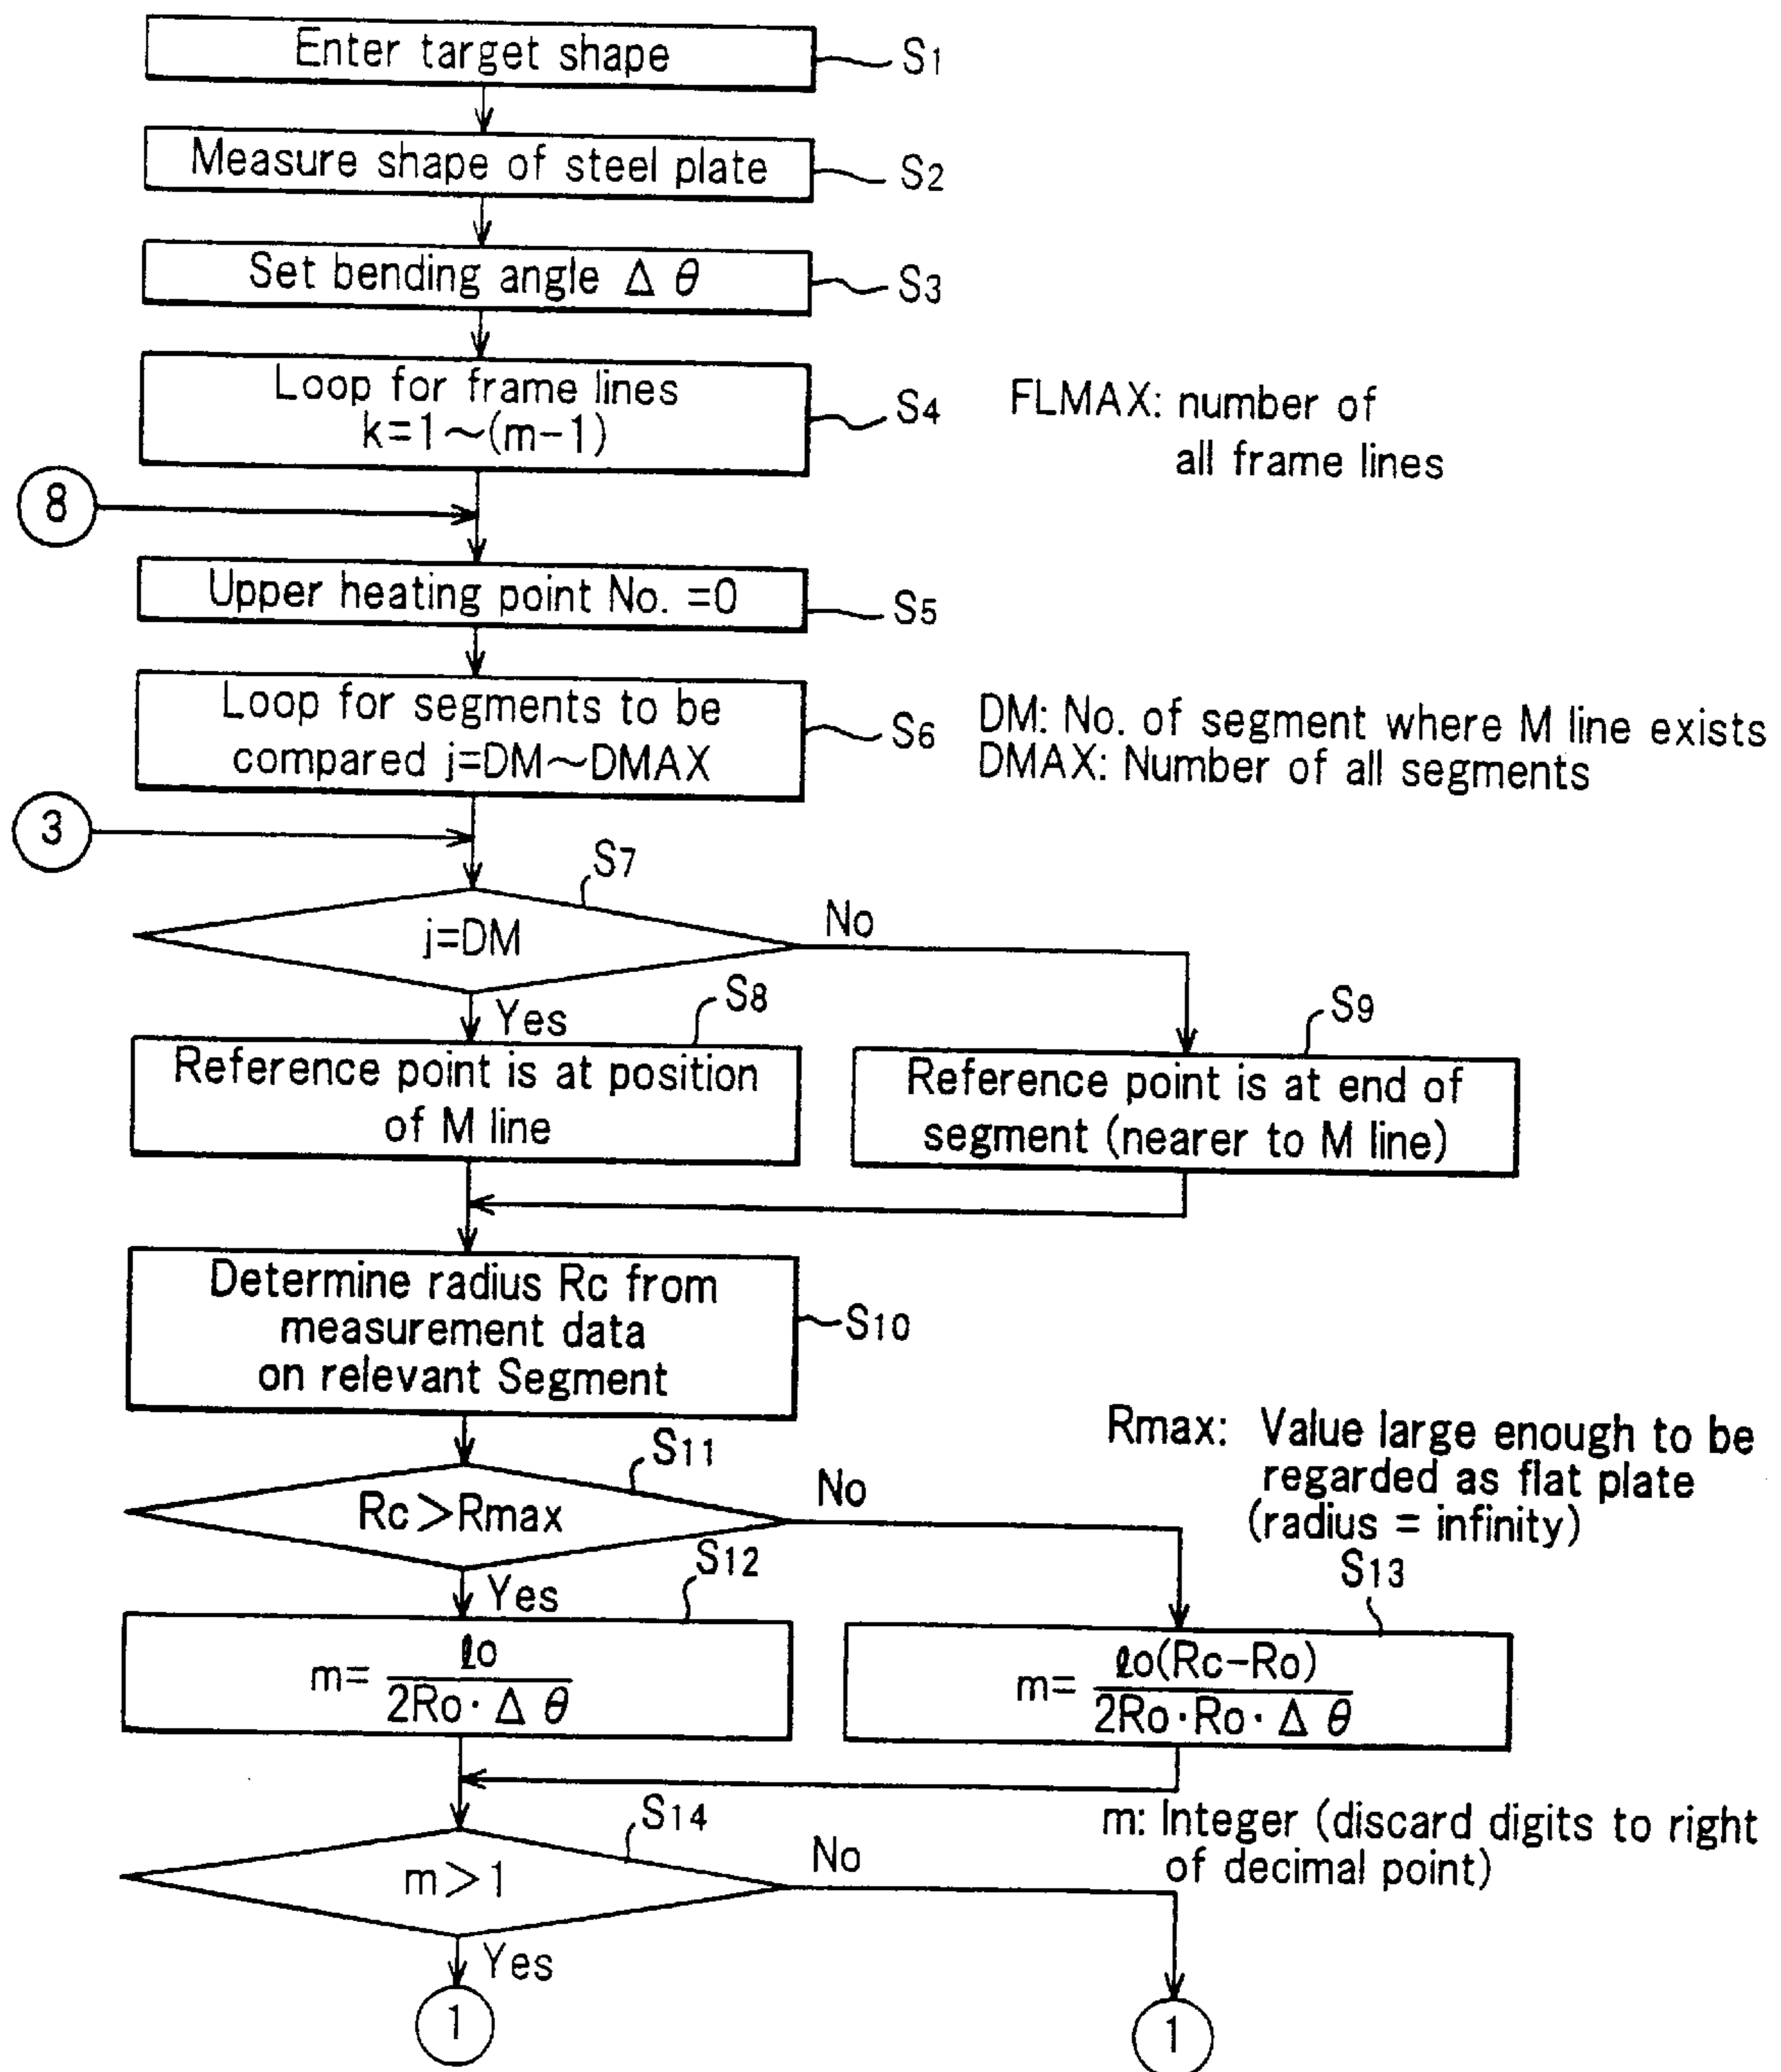 Enter target shape
S1
Measure shape of steel plate
S2
Set bending angle Δ θ
S3
Loop for frame lines
k=1~(m-1)
S4
FLMAX: number of
all frame lines
8
Upper heating point No. =0
S5
Loop for segments to be
compared j=DM~DMAX
S6
DM: No. of segment where M line exists
DMAX: Number of all segments
3
S7
j=DM
No
Yes
S8
Reference point is at position
of M line
S9
Reference point is at end of
segment (nearer to M line)
Determine radius Rc from
measurement data
on relevant Segment
S10
Rmax: Value large enough to be
regarded as flat plate
(radius = infinity)
S11
Rc>Rmax
No
Yes
S12
m= ℓo
2Ro· Δ θ
S13
m= ℓo(Rc-Ro)
2Ro·Ro· Δ θ
m: Integer (discard digits to right
of decimal point)
S14
m>1
No
Yes
1
1